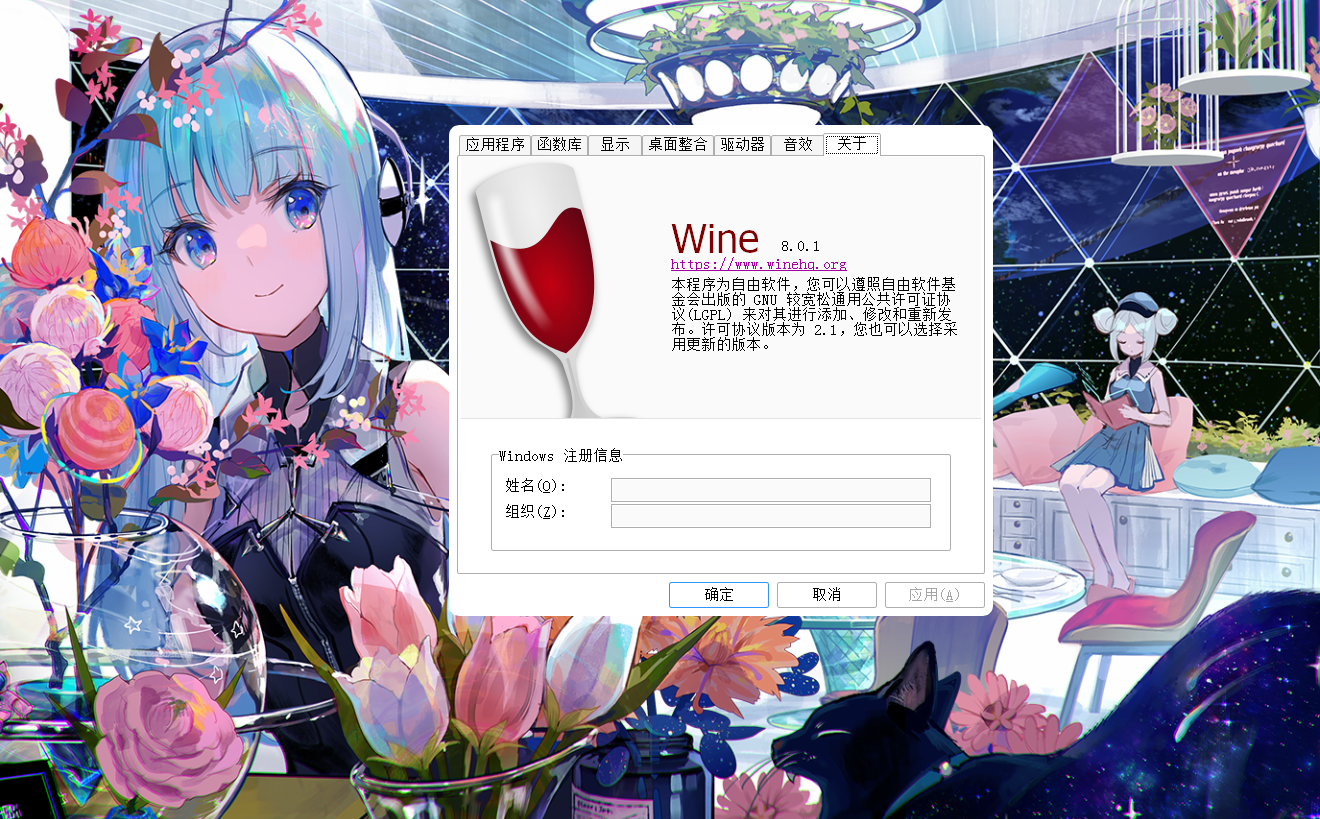 应用程序 函数库 显示 桌面整合 驱动器 音效 关于
Wine 8.0.1
https://www.winehq.org
本程序为自由软件，您可以遵照自由软件基
金会出版的 GNU 较宽松通用公共许可证协
议(LGPL) 来对其进行添加、修改和重新发
布。许可协议版本为 2.1，您也可以选择采
用更新的版本。
Windows 注册信息
姓名(O):
组织(Z):
确定 取消 应用(A)